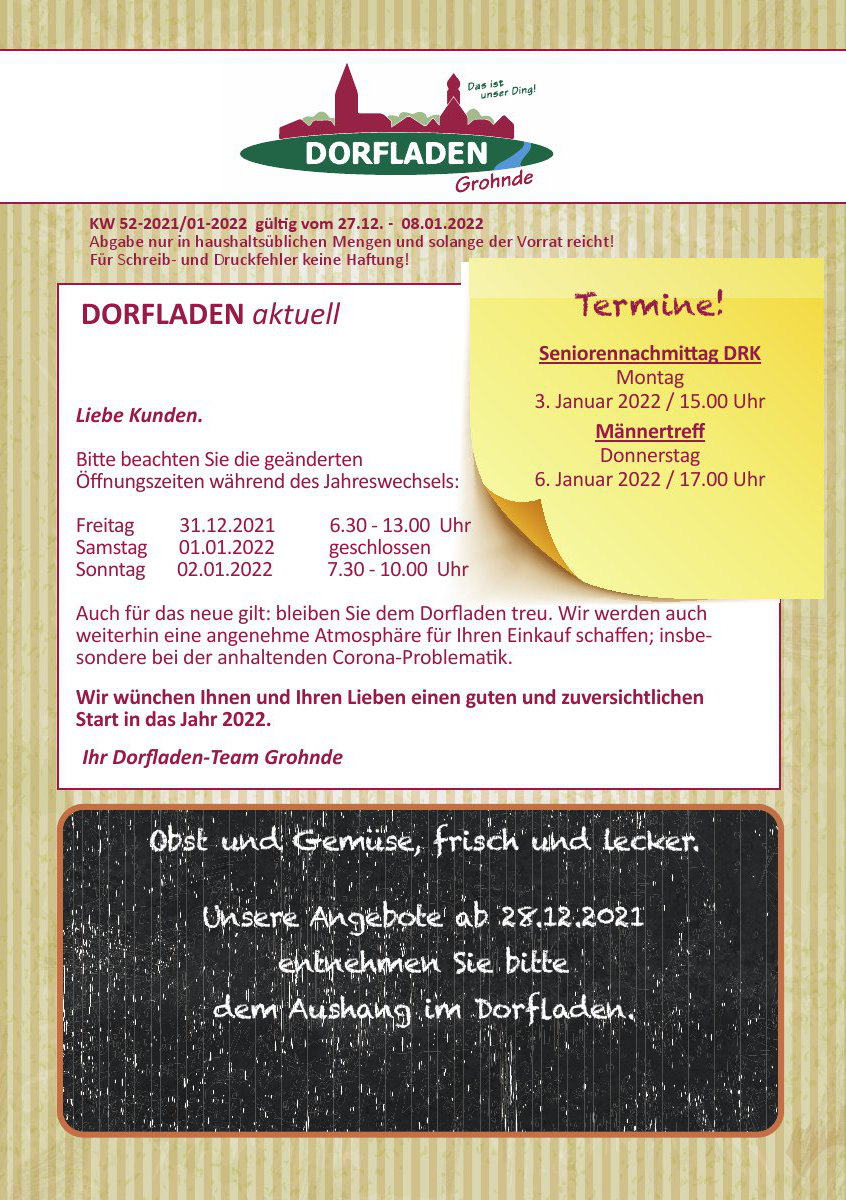 Das ist
unser Ding!
DORFLADEN
Grohnde
KW 52-2021/01-2022 gültig vom 27.12. - 08.01.2022
Abgabe nur in haushaltsüblichen Mengen und solange der Vorrat reicht!
Für Schreib- und Druckfehler keine Haftung!
DORFLADEN aktuell
Termine!
Seniorennachmittag DRK
Montag
3. Januar 2022 / 15.00 Uhr
Männertreff
Donnerstag
6. Januar 2022 / 17.00 Uhr
Liebe Kunden.
Bitte beachten Sie die geänderten
Öffnungszeiten während des Jahreswechsels:
Freitag 31.12.2021 6.30 - 13.00 Uhr
Samstag 01.01.2022 geschlossen
Sonntag 02.01.2022 7.30 - 10.00 Uhr
Auch für das neue gilt: bleiben Sie dem Dorfladen treu. Wir werden auch
weiterhin eine angenehme Atmosphäre für Ihren Einkauf schaffen; insbe-
sondere bei der anhaltenden Corona-Problematik.
Wir wünchen Ihnen und Ihren Lieben einen guten und zuversichtlichen
Start in das Jahr 2022.
Ihr Dorfladen-Team Grohnde
Obst und Gemüse, frisch und lecker.
Unsere Angebote ab 28.12.2021
entnehmen Sie bitte
dem Aushang im Dorfladen.